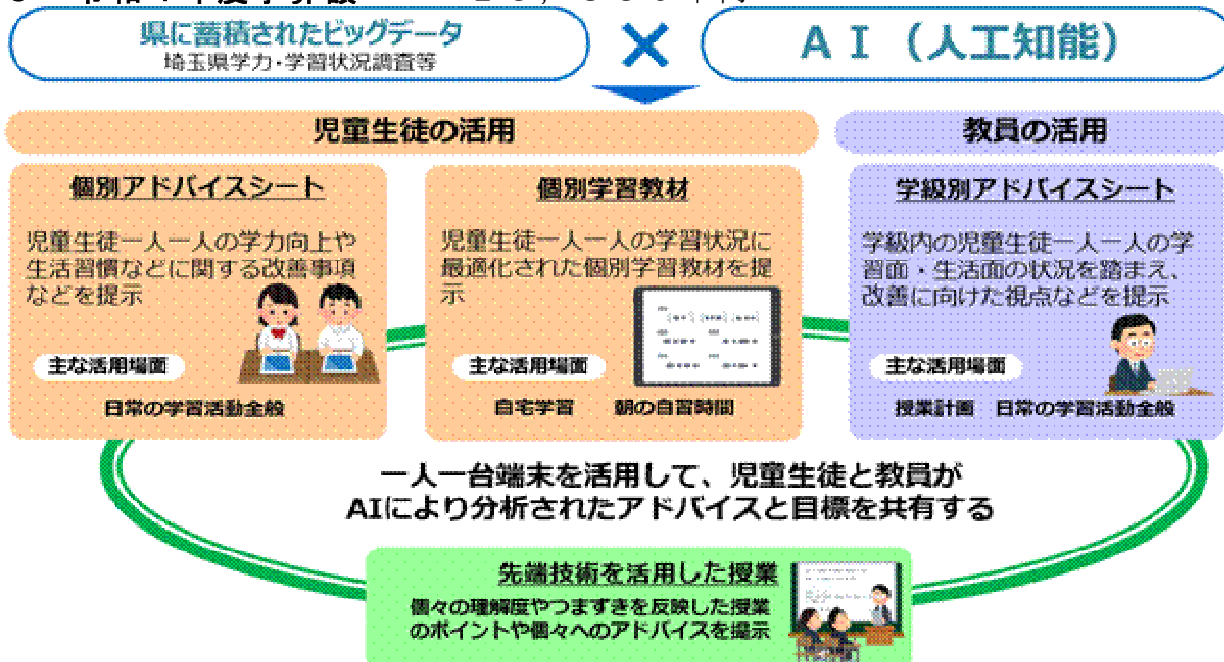 県に蓄積されたビッグデータ
埼玉県学力・学習状況調査等
×
ＡＩ（人工知能）
児童生徒の活用
教員の活用
個別アドバイスシート
児童生徒一人一人の学力向上や
生活習慣などに関する改善事項
などを提示
主な活用場面
日常の学習活動全般
個別学習教材
児童生徒一人一人の学習状況に
最適化された個別学習教材を提
示
主な活用場面
自宅学習　朝の自習時間
学級別アドバイスシート
学級内の児童生徒一人一人の学
習面・生活面の状況を踏まえ、
改善に向けた視点などを提示
主な活用場面
授業計画　日常の学習活動全般
一人一台端末を活用して、児童生徒と教員が
AIにより分析されたアドバイスと目標を共有する
先端技術を活用した授業
個々の理解度やつまずきを反映した授業
のポイントや個々へのアドバイスを提示